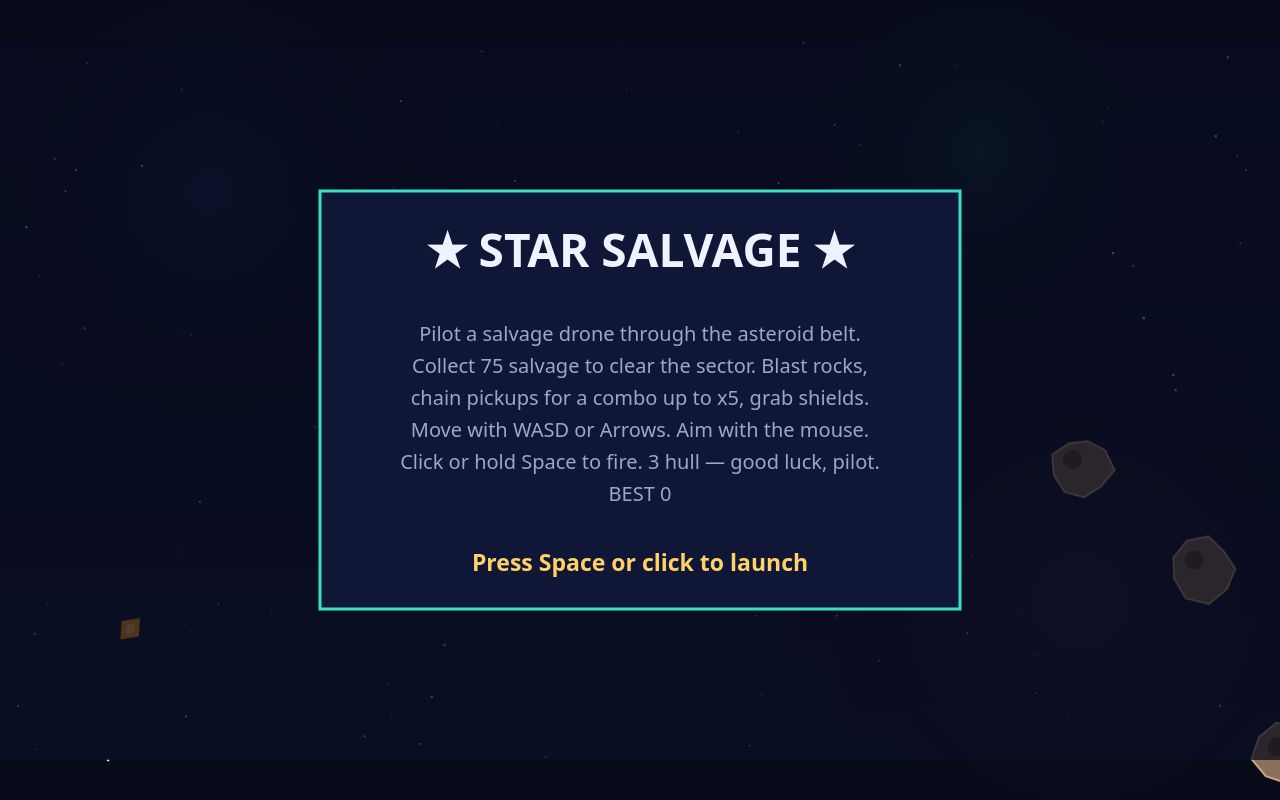 ★ STAR SALVAGE ★
Pilot a salvage drone through the asteroid belt.
Collect 75 salvage to clear the sector. Blast rocks,
chain pickups for a combo up to x5, grab shields.
Move with WASD or Arrows. Aim with the mouse.
Click or hold Space to fire. 3 hull — good luck, pilot.
BEST 0
Press Space or click to launch